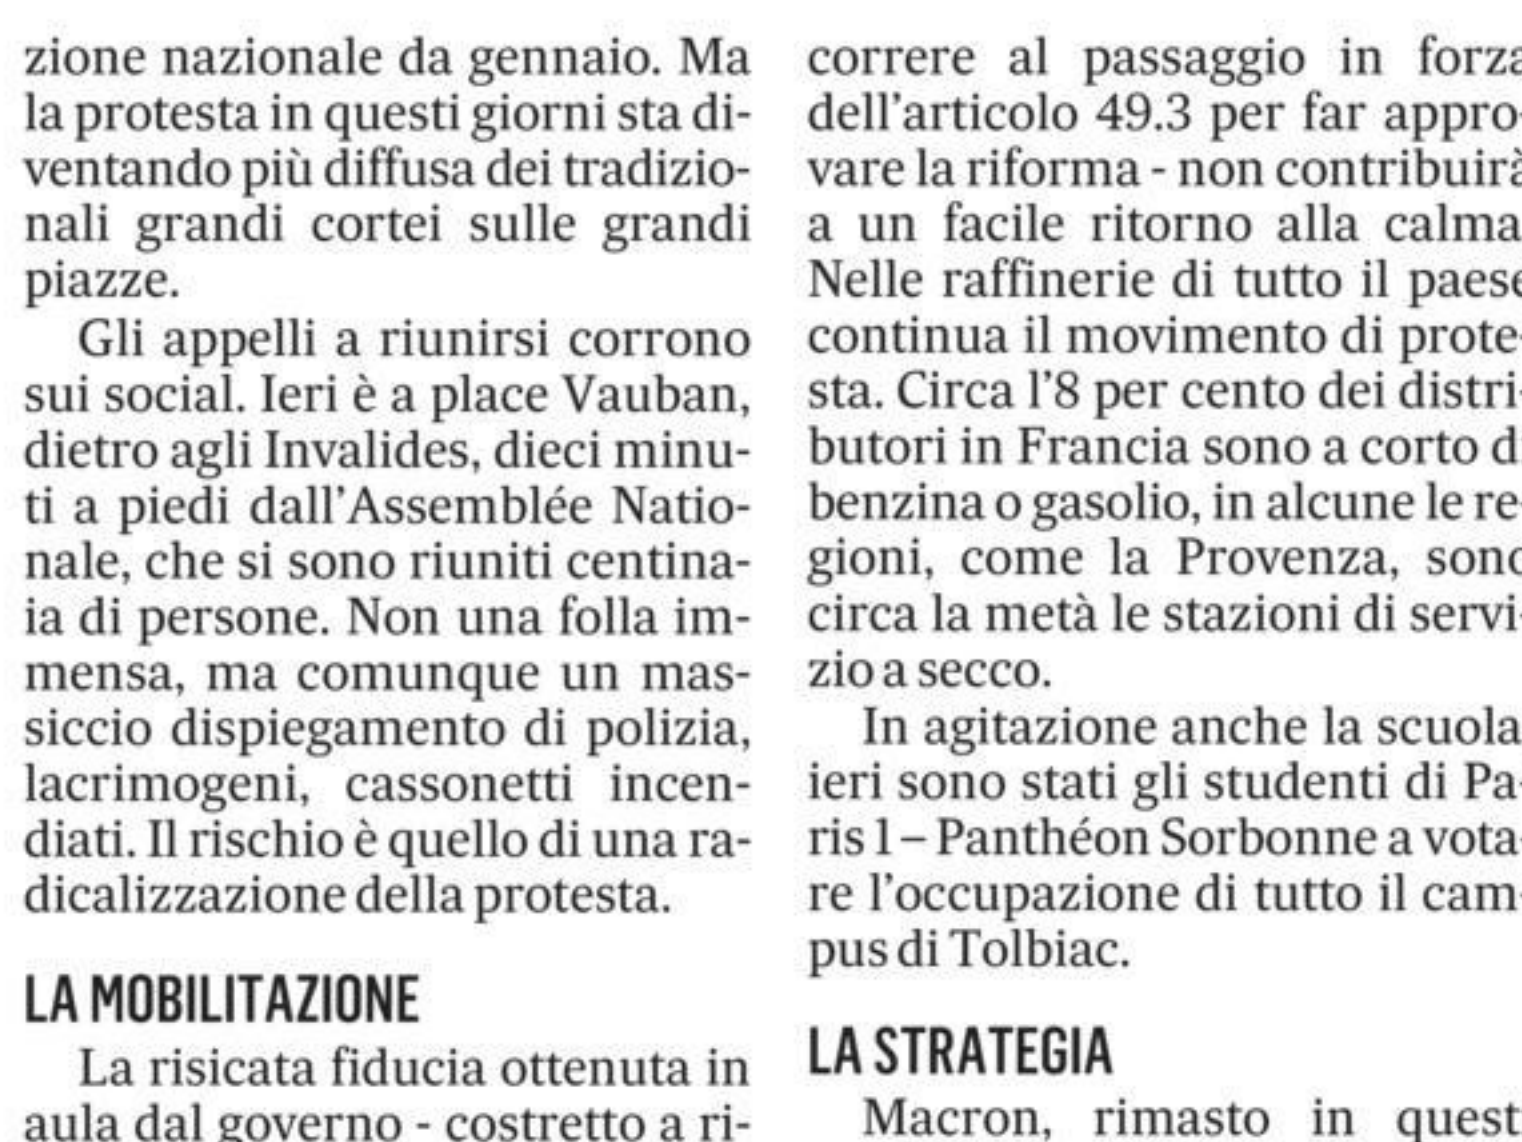 zione nazionale da gennaio. Ma
la protesta in questi giorni sta di-
ventando più diffusa dei tradizio-
nali grandi cortei sulle grandi
piazze.
Gli appelli a riunirsi corrono
sui social. Ieri è a place Vauban,
dietro agli Invalides, dieci minu-
ti a piedi dall'Assemblée Natio-
nale, che si sono riuniti centina-
ia di persone. Non una folla im-
mensa, ma comunque un mas-
siccio dispiegamento di polizia,
lacrimogeni, cassonetti incen-
diati. Il rischio è quello di una ra-
dicalizzazione della protesta.
LA MOBILITAZIONE
La risicata fiducia ottenuta in
aula dal governo - costretto a ri-
correre al passaggio in forza
dell'articolo 49.3 per far appro-
vare la riforma - non contribuirà
a un facile ritorno alla calma.
Nelle raffinerie di tutto il paese
continua il movimento di prote-
sta. Circa l'8 per cento dei distri-
butori in Francia sono a corto di
benzina o gasolio, in alcune le re-
gioni, come la Provenza, sono
circa la metà le stazioni di servi-
zio a secco.
In agitazione anche la scuola
ieri sono stati gli studenti di Pa-
ris 1 – Panthéon Sorbonne a vota-
re l'occupazione di tutto il cam-
pus di Tolbiac.
LA STRATEGIA
Macron, rimasto in quest